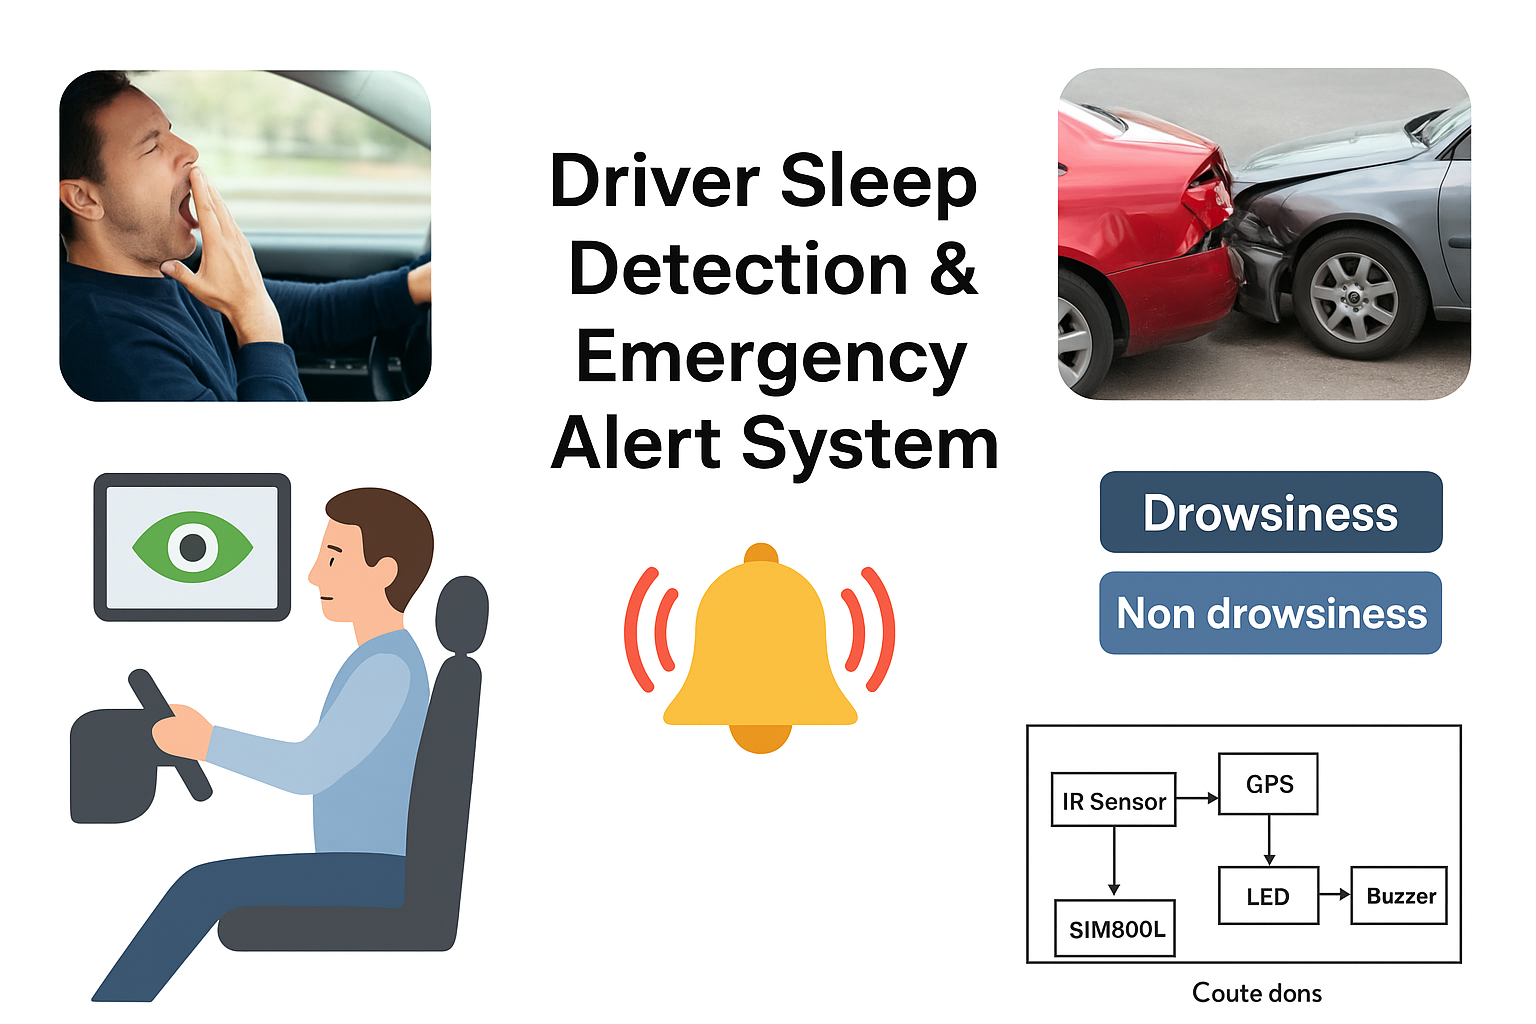 Driver Sleep
Detection &
Emergency
Alert System
Drowsiness
Non drowsiness
IR Sensor
GPS
SIM800L
LED
Buzzer
Coute dons